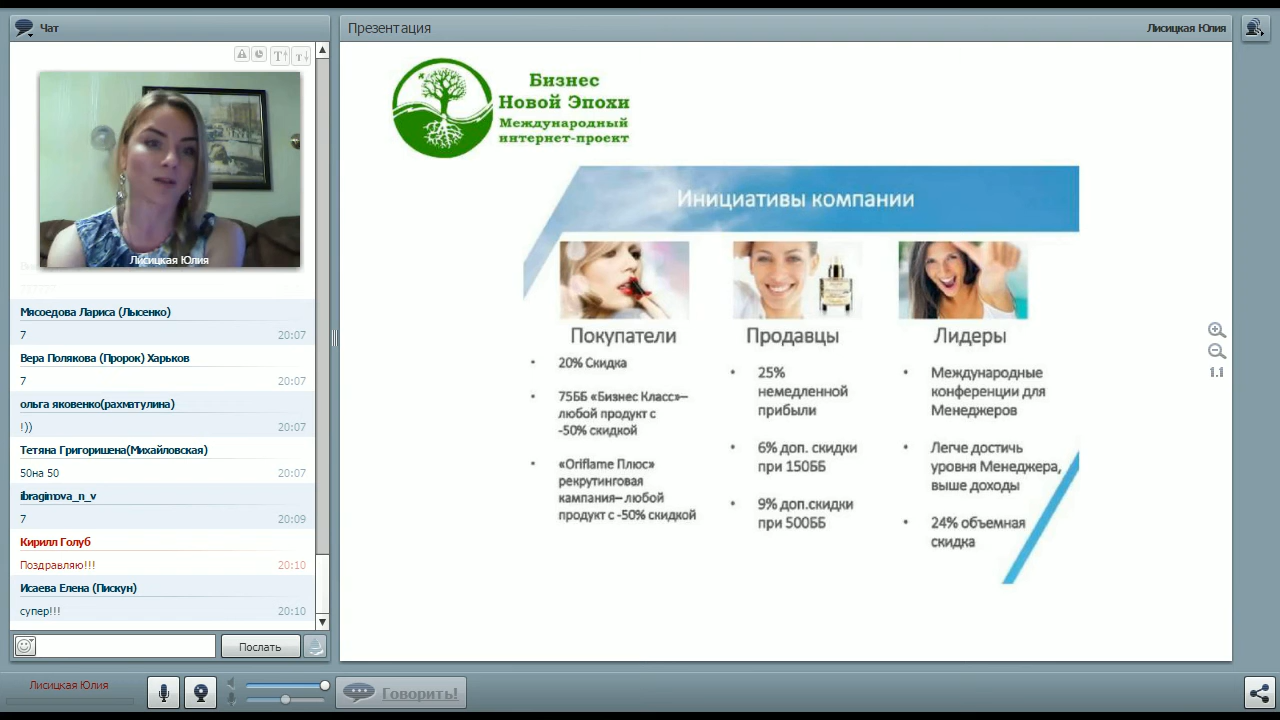 Чат
Презентация
Лисицкая Юлия
Лисицкая Юлия
Мясоедова Лариса (Лысенко)
7
20:07
Вера Полякова (Пророк) Харьков
7
20:07
ольга яковенко(рахматулина)
!))
20:07
Тетяна Григоришена(Михайловская)
50на 50
20:07
ibragimova_n_v
7
20:09
Кирилл Голуб
Поздравляю!!!
20:10
Исаева Елена (Пискун)
супер!!!
20:10
Послать
Лисицкая Юлия
Говорить!
Бизнес
Новой Эпохи
Международный
интернет-проект
Инициативы компании
Покупатели
• 20% Скидка
• 75ББ «Бизнес Класс»–
любой продукт с
-50% скидкой
• «Oriflame Плюс»
рекрутинговая
кампания– любой
продукт с -50% скидкой
Продавцы
• 25%
немедленной
прибыли
• 6% доп. скидки
при 150ББ
• 9% доп.скидки
при 500ББ
Лидеры
• Международные
конференции для
Менеджеров
• Легче достичь
уровня Менеджера,
выше доходы
• 24% объемная
скидка
1.1